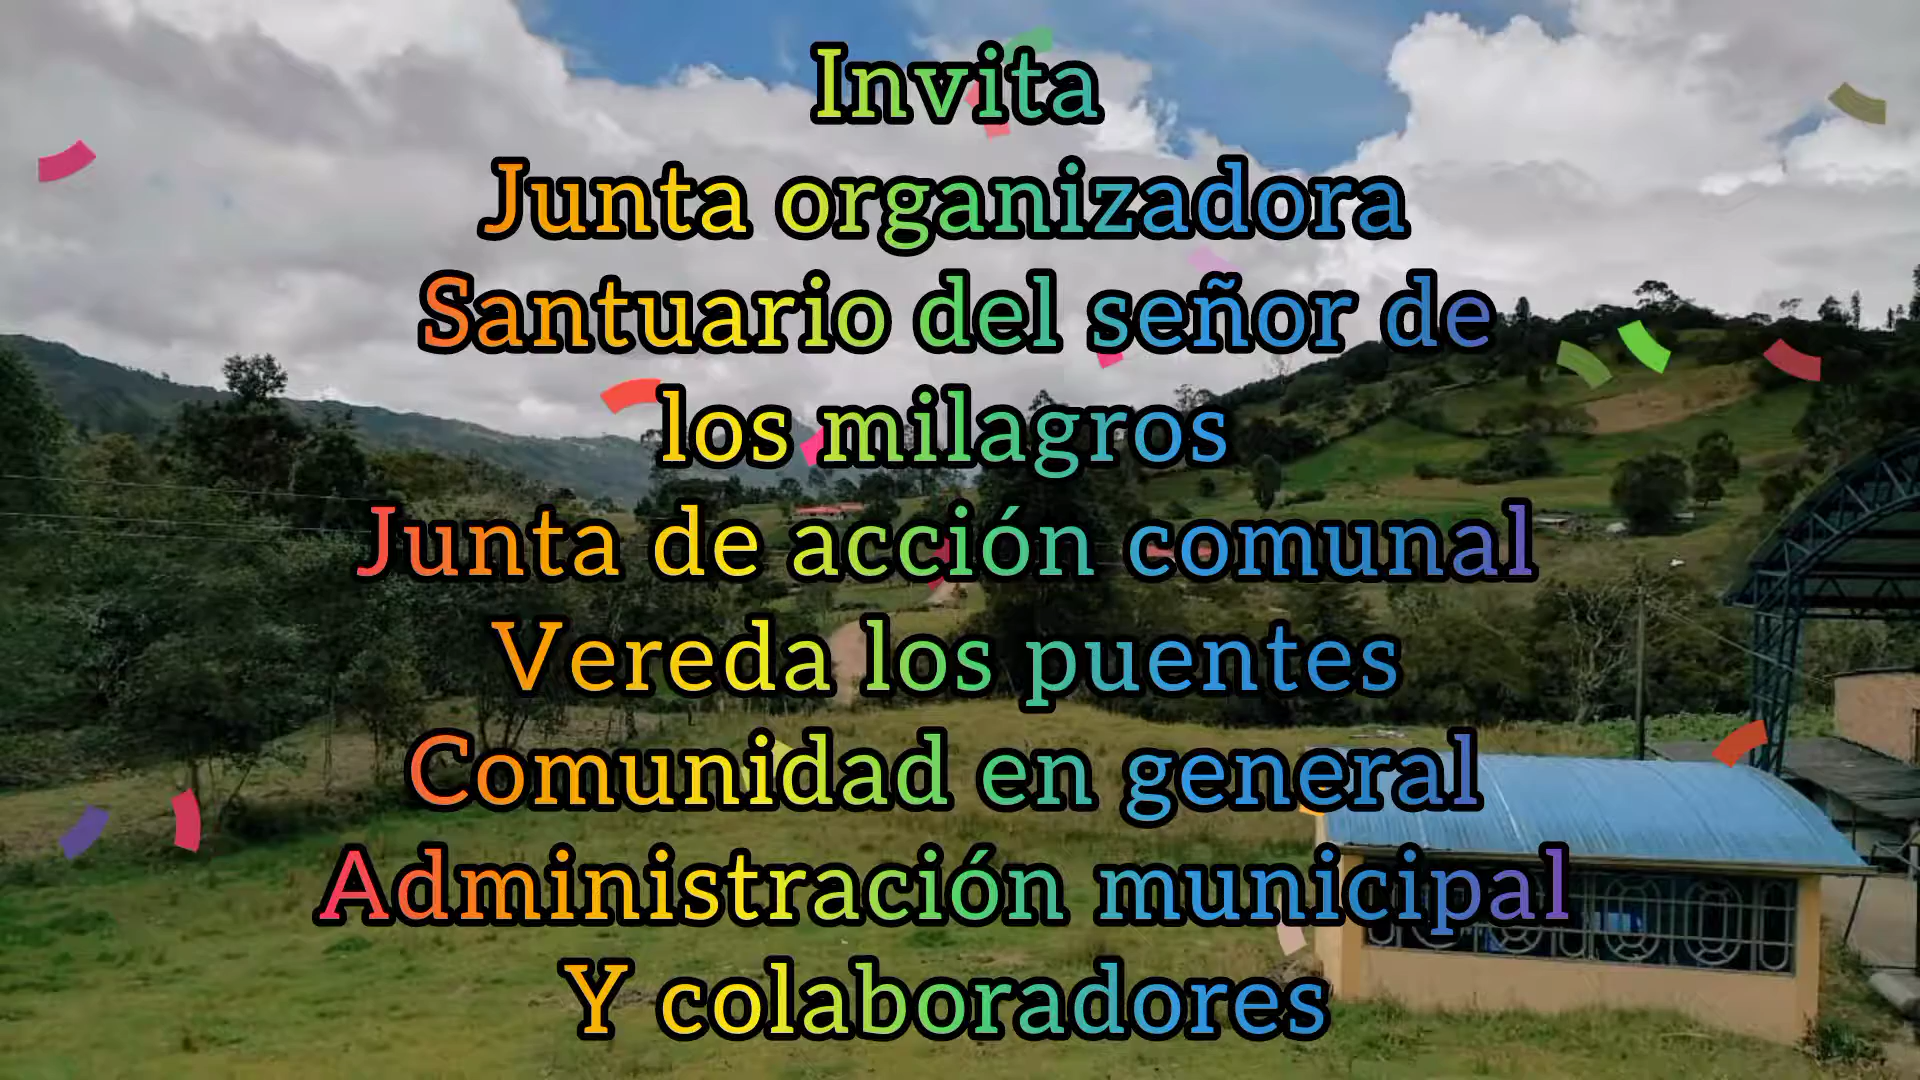 Invita
Junta organizadora
Santuario del señor de
los milagros
Junta de acción comunal
Vereda los puentes
Comunidad en general
Administración municipal
Y colaboradores